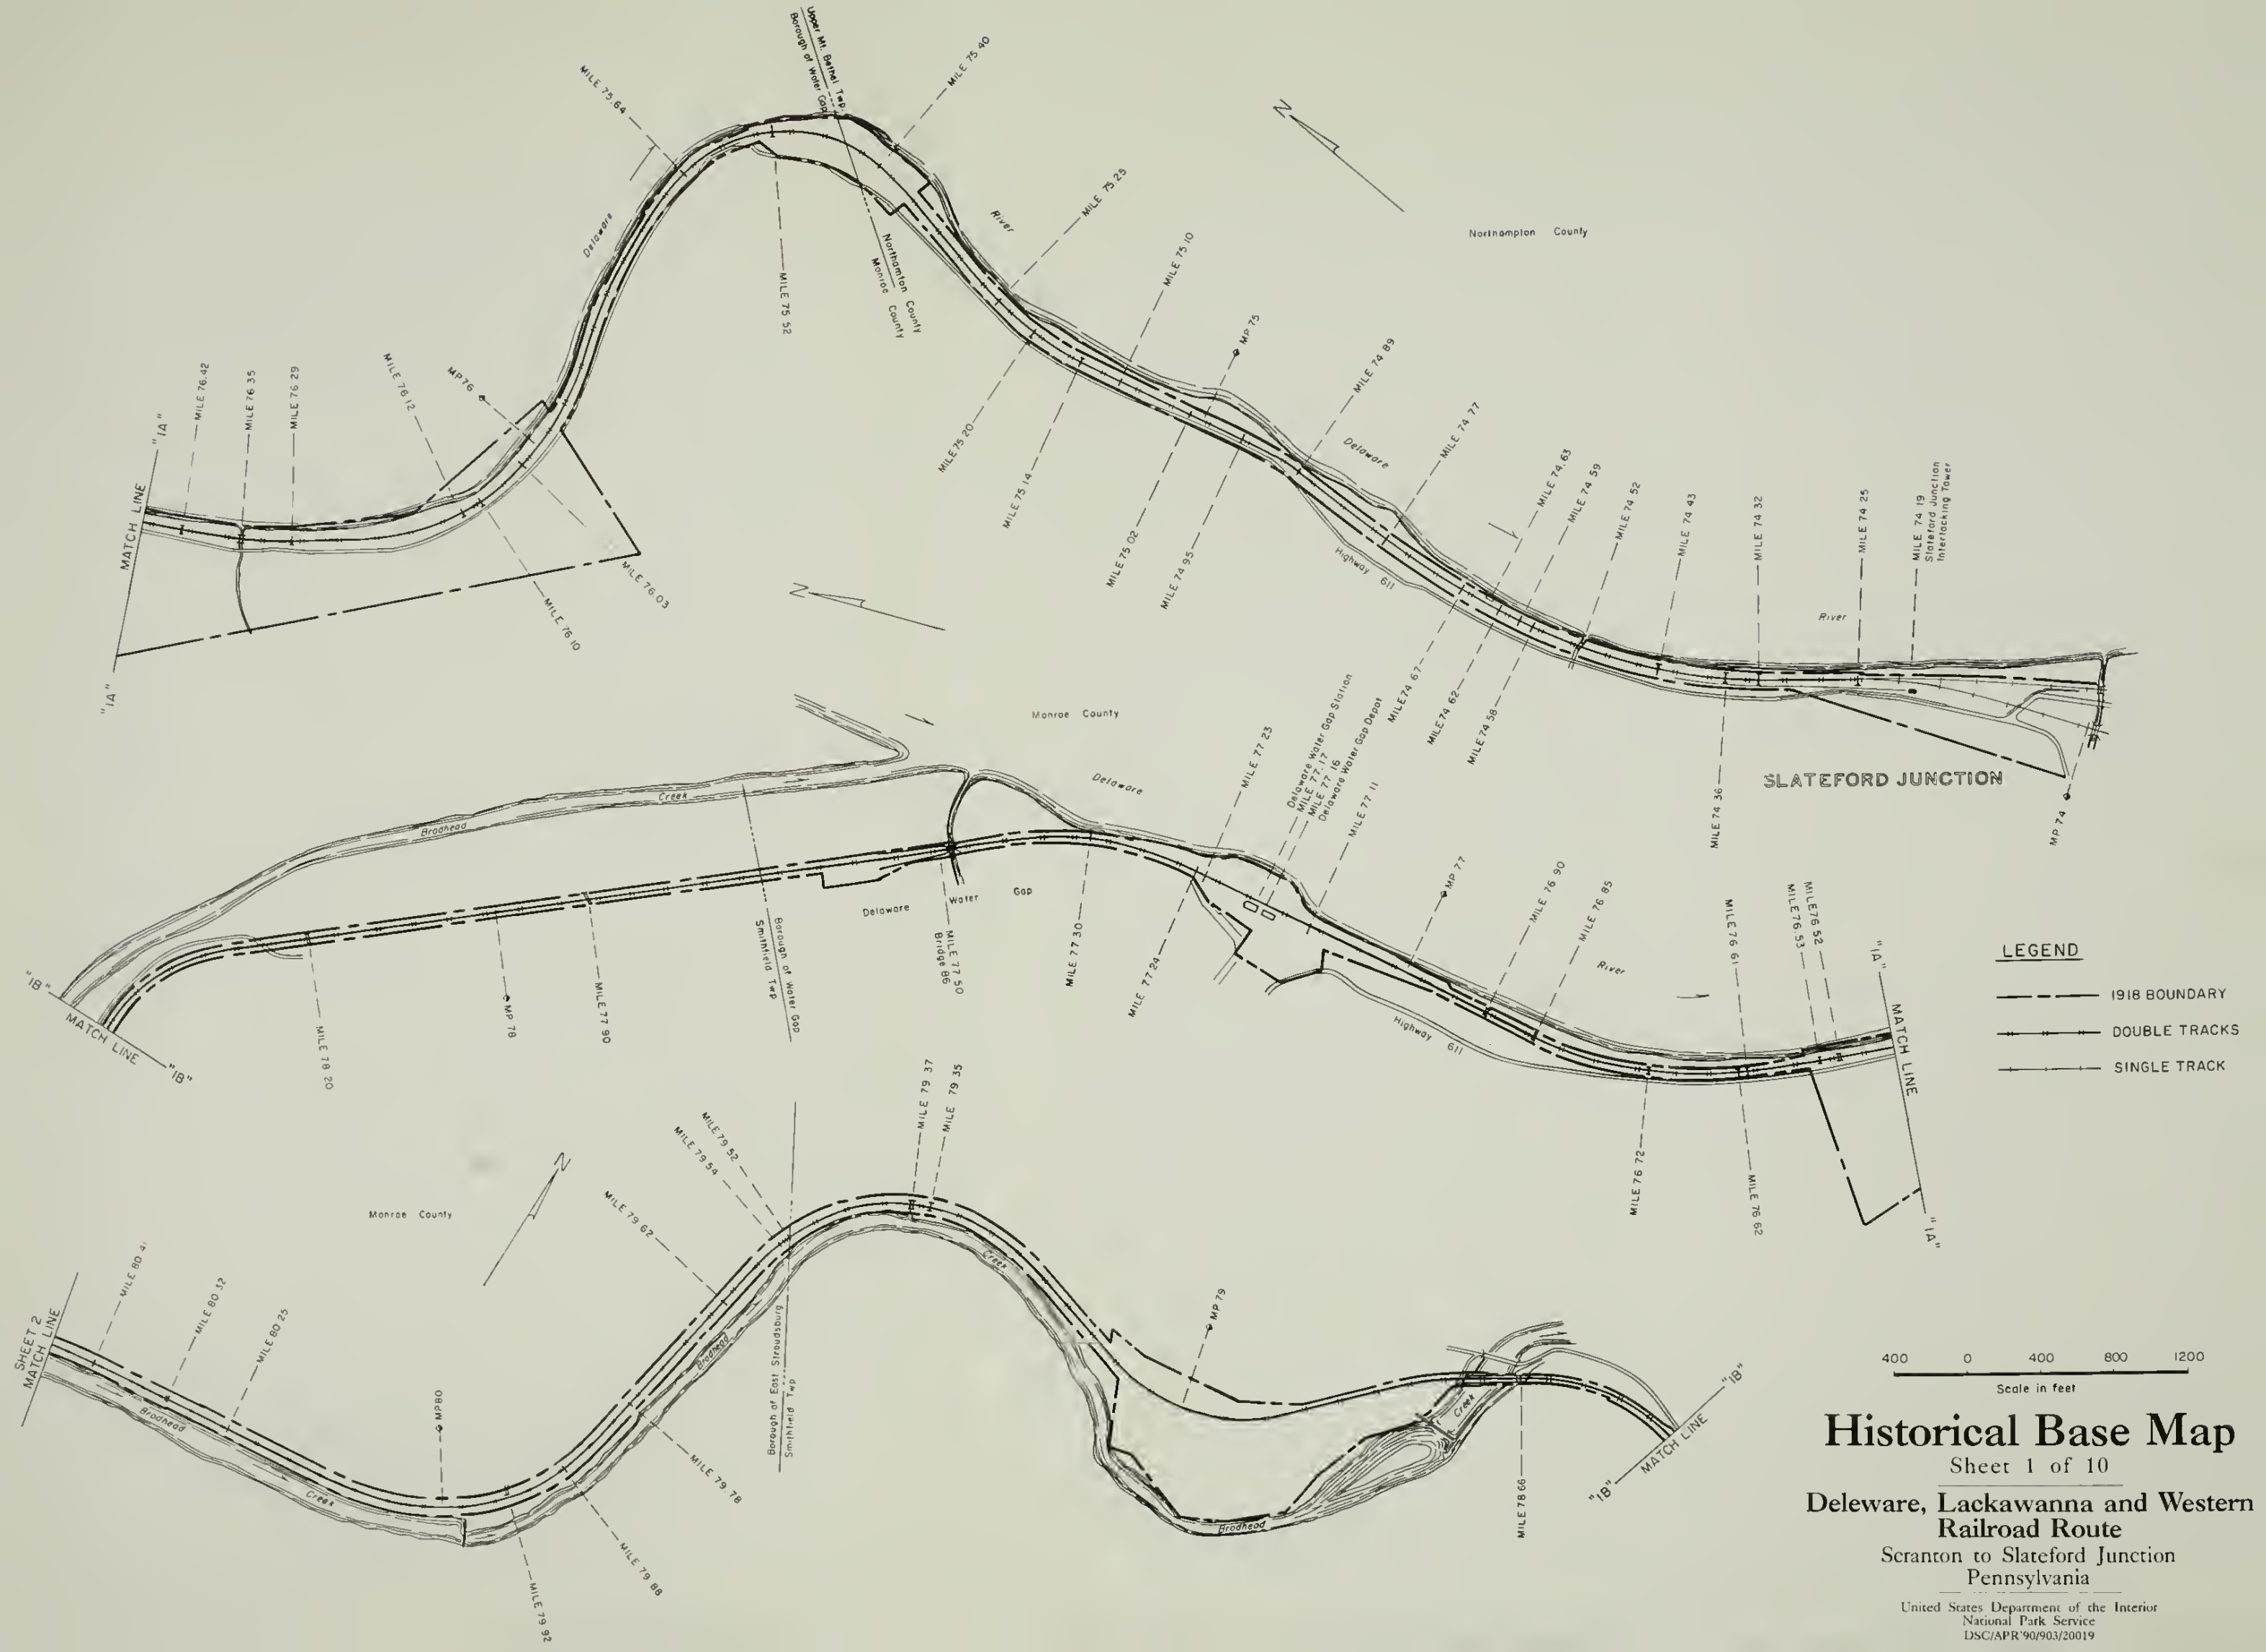 Upper Mt. Bethel Twp.
Borough of Water Gap
MILE 75.40
MILE 75.64
N
MILE 75.25
River
Northampton County
Delaware
Northamton County
Monroe County
MILE 75 10
MILE 75 52
MP 75
MILE 74 89
MILE 76.42
MILE 76.35
MILE 76 29
MILE 76 12
MP76
"IA"
MATCH LINE
"IA"
MILE 76.03
MILE 76.10
MILE 75.20
MILE 75 14
MILE 75 02
MILE 74 95
Delaware
MILE 74 77
MILE 74.63
MILE 74 59
MILE 74 52
MILE 74 43
MILE 74 32
MILE 74 25
MILE 74 19
Slateford Junction
Interlocking Tower
Highway 611
River
N
MILE 74 67
MILE 74 62
MILE 74 58
MILE 74 36
SLATEFORD JUNCTION
MP 74
Monroe County
Delaware
MILE 77 23
Delaware Water Gap Station
MILE 77.17
MILE 77 16
Delaware Water Gap Depot
MILE 77 11
Creek
Brodhead
MP 77
MILE 76 90
MILE 76 85
Delaware Water Gap
River
Highway 611
MILE 76 61
MILE 76.53
MILE 76 52
"IA"
MATCH LINE
"IA"
"IB"
MATCH LINE
"IB"
MILE 78 20
MP 78
MILE 77 90
Borough of Water Gap
Smithfield Twp
MILE 77 50
Bridge 86
MILE 77 30
MILE 77 24
MILE 76 72
MILE 76 62
LEGEND
1918 BOUNDARY
DOUBLE TRACKS
SINGLE TRACK
MILE 79 37
MILE 79 35
MILE 79 52
MILE 79 54
MILE 79 62
N
Monroe County
Creek
MP 79
MILE 80 41
MILE 80 32
MILE 80 25
SHEET 2
MATCH LINE
Brodhead
Creek
MP80
Brodhead
Borough of East Stroudsburg
Smithfield Twp
MILE 79.78
MILE 79 88
MILE 79.92
Creek
Brodhead
MILE 78 66
"IB"
MATCH LINE
"IB"
400 0 400 800 1200
Scale in feet
Historical Base Map
Sheet 1 of 10
Deleware, Lackawanna and Western
Railroad Route
Scranton to Slateford Junction
Pennsylvania
United States Department of the Interior
National Park Service
DSC/APR'90/903/20019